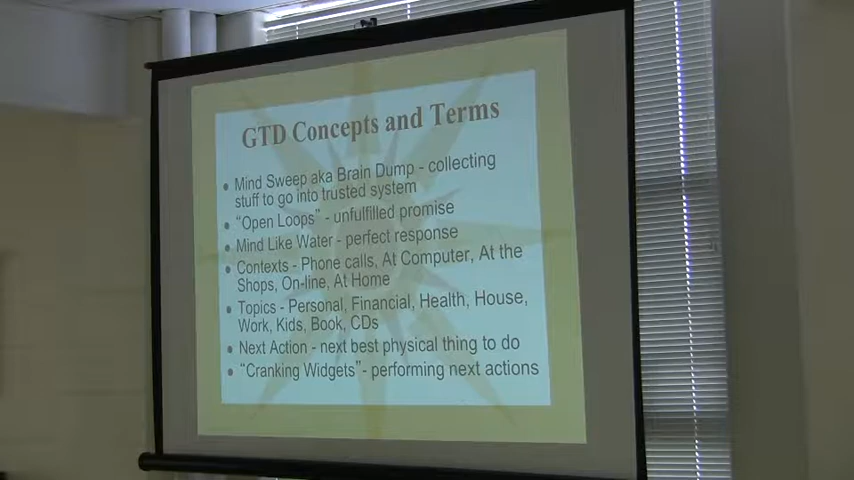 GTD Concepts and Terms
• Mind Sweep aka Brain Dump - collecting
stuff to go into trusted system
• “Open Loops” - unfulfilled promise
• Mind Like Water - perfect response
• Contexts - Phone calls, At Computer, At the
Shops, On-line, At Home
• Topics - Personal, Financial, Health, House,
Work, Kids, Book, CDs
• Next Action - next best physical thing to do
• “Cranking Widgets” - performing next actions